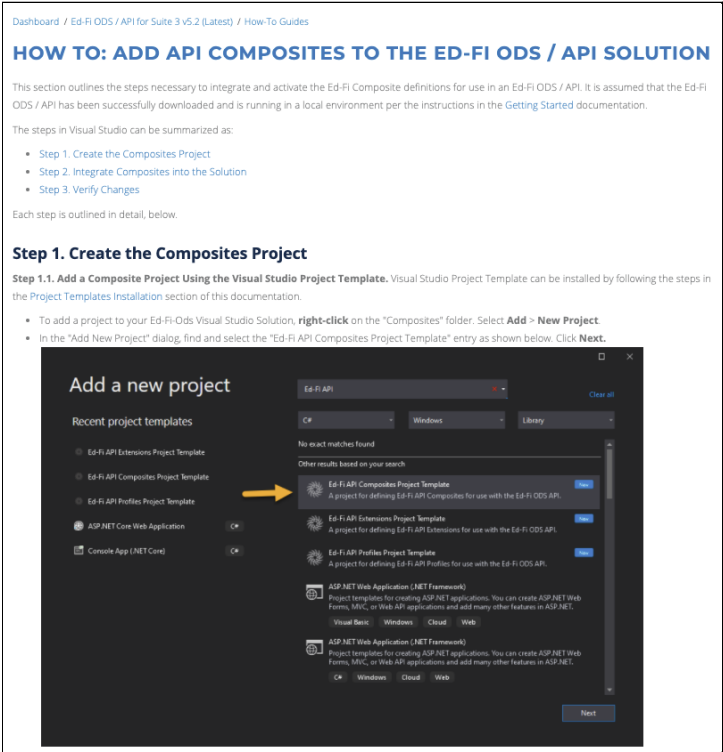 Dashboard / Ed-Fi ODS / API for Suite 3 v5.2 (Latest) / How-To Guides
HOW TO: ADD API COMPOSITES TO THE ED-FI ODS / API SOLUTION
This section outlines the steps necessary to integrate and activate the Ed-Fi Composite definitions for use in an Ed-Fi ODS / API. It is assumed that the Ed-Fi
ODS / API has been successfully downloaded and is running in a local environment per the instructions in the Getting Started documentation.
The steps in Visual Studio can be summarized as:
• Step 1. Create the Composites Project
• Step 2. Integrate Composites into the Solution
• Step 3. Verify Changes
Each step is outlined in detail, below.
Step 1. Create the Composites Project
Step 1.1. Add a Composite Project Using the Visual Studio Project Template. Visual Studio Project Template can be installed by following the steps in
the Project Templates Installation section of this documentation.
• To add a project to your Ed-Fi-Ods Visual Studio Solution, right-click on the "Composites" folder. Select Add > New Project.
• In the "Add New Project" dialog, find and select the "Ed-Fi API Composites Project Template" entry as shown below. Click Next.
Add a new project
Recent project templates
Ed-Fi API Extensions Project Template
Ed-Fi API Composites Project Template
Ed-Fi API Profiles Project Template
ASP.NET Core Web Application C#
Console App (.NET Core) C#
Ed-Fi API
Clear all
C# Windows Library
No exact matches found
Other results based on your search
Ed-Fi API Composites Project Template New
A project for defining Ed-Fi API Composites for use with the Ed-Fi ODS API.
Ed-Fi API Extensions Project Template New
A project for defining Ed-Fi API Extensions for use with the Ed-Fi ODS API.
Ed-Fi API Profiles Project Template New
A project for defining Ed-Fi API Profiles for use with the Ed-Fi ODS API.
ASP.NET Web Application (.NET Framework)
Project templates for creating ASP.NET applications. You can create ASP.NET Web
Forms, MVC, or Web API applications and add many other features in ASP.NET.
Visual Basic Windows Cloud Web
ASP.NET Web Application (.NET Framework)
Project templates for creating ASP.NET applications. You can create ASP.NET Web
Forms, MVC, or Web API applications and add many other features in ASP.NET.
C# Windows Cloud Web
Next